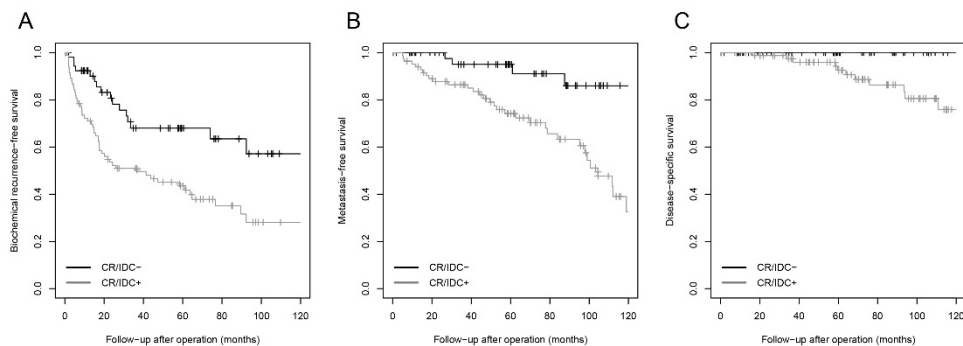 A
Biochemical recurrence-free survival
1.0
0.8
0.6
0.4
0.2
0.0
CR/IDC−
CR/IDC+
0 20 40 60 80 100 120
Follow-up after operation (months)
B
Metastasis-free survival
1.0
0.8
0.6
0.4
0.2
0.0
CR/IDC−
CR/IDC+
0 20 40 60 80 100 120
Follow-up after operation (months)
C
Disease-specific survival
1.0
0.8
0.6
0.4
0.2
0.0
CR/IDC−
CR/IDC+
0 20 40 60 80 100 120
Follow-up after operation (months)